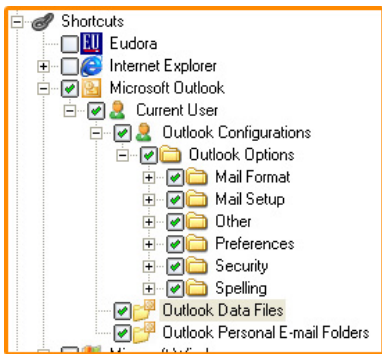 Shortcuts
EU Eudora
Internet Explorer
Microsoft Outlook
Current User
Outlook Configurations
Outlook Options
Mail Format
Mail Setup
Other
Preferences
Security
Spelling
Outlook Data Files
Outlook Personal E-mail Folders